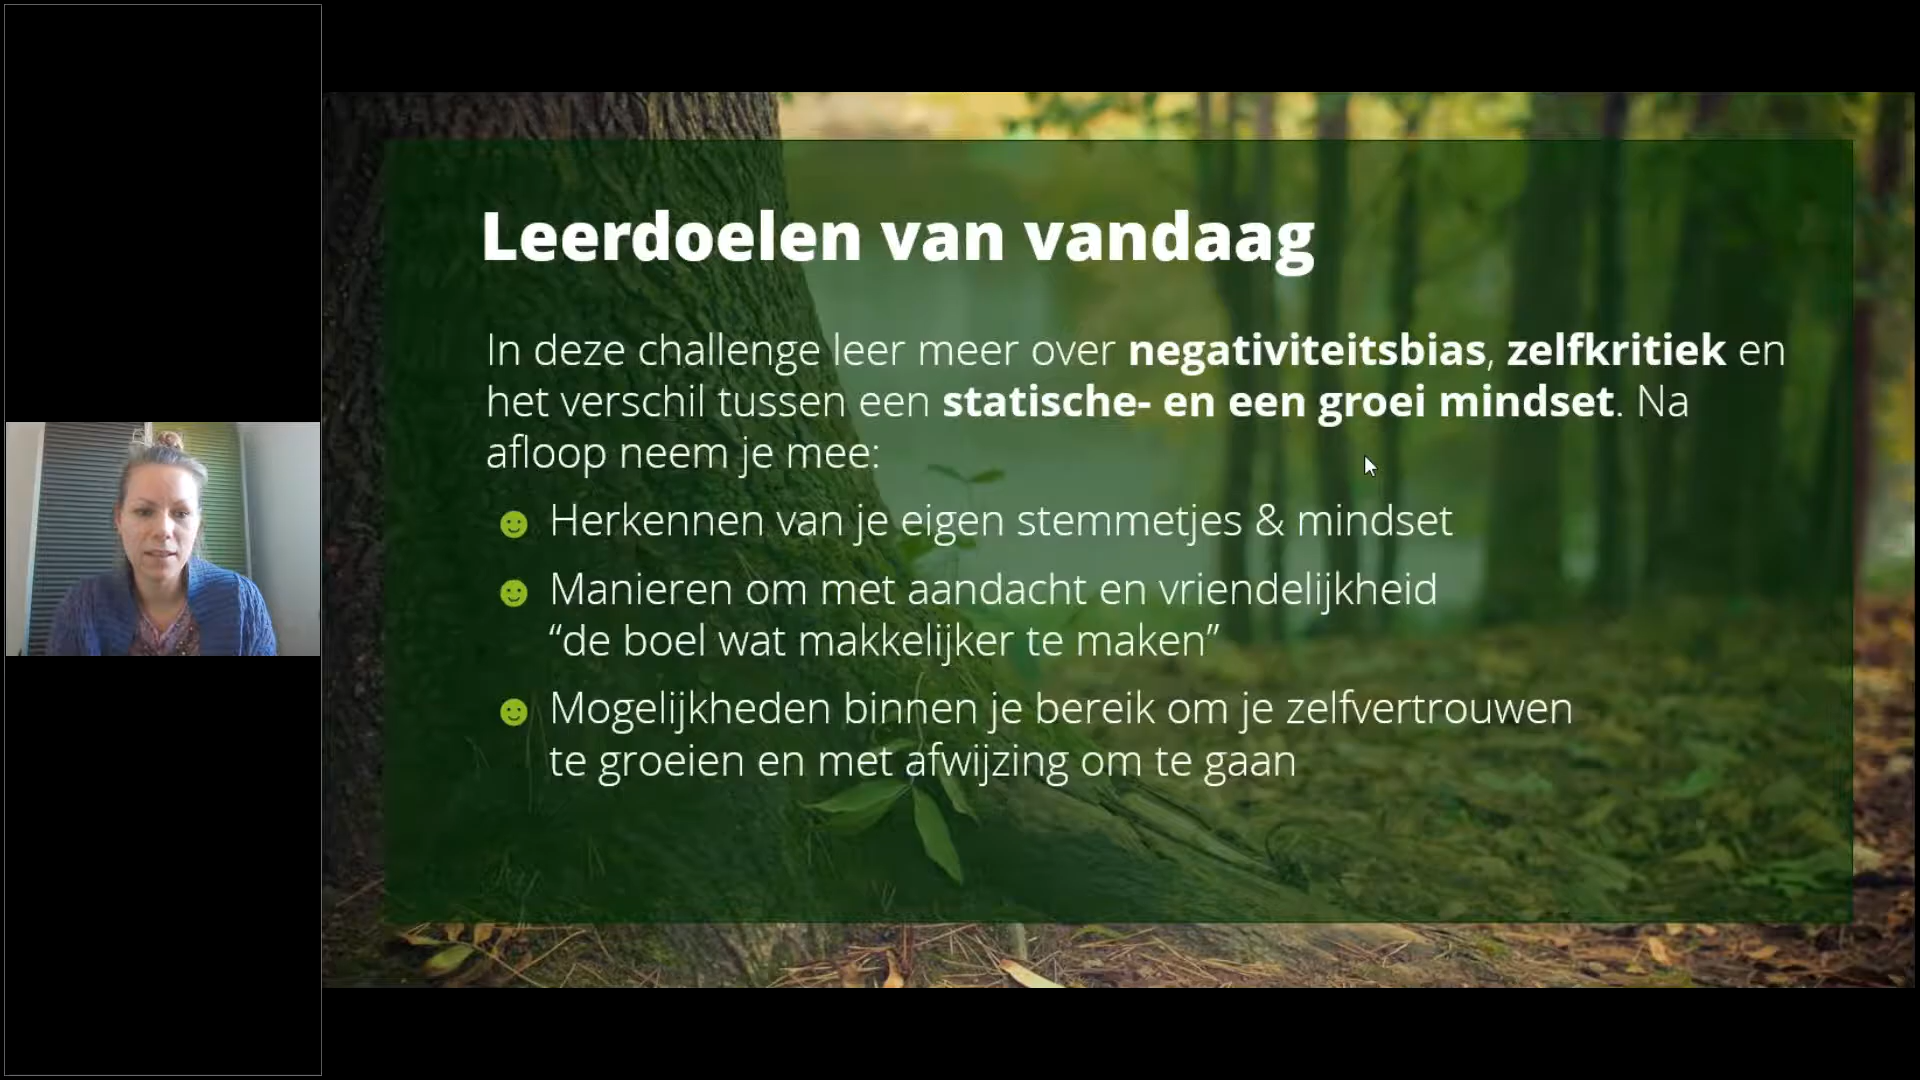 Leerdoelen van vandaag
In deze challenge leer meer over negativiteitsbias, zelfkritiek en
het verschil tussen een statische- en een groei mindset. Na
afloop neem je mee:
Herkennen van je eigen stemmetjes & mindset
Manieren om met aandacht en vriendelijkheid
“de boel wat makkelijker te maken”
Mogelijkheden binnen je bereik om je zelfvertrouwen
te groeien en met afwijzing om te gaan